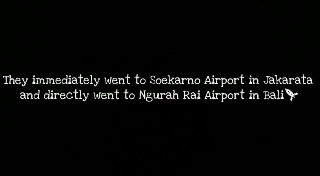 They immediately went to Soekarno Airport in Jakarata
and directly went to Ngurah Rai Airport in Bali